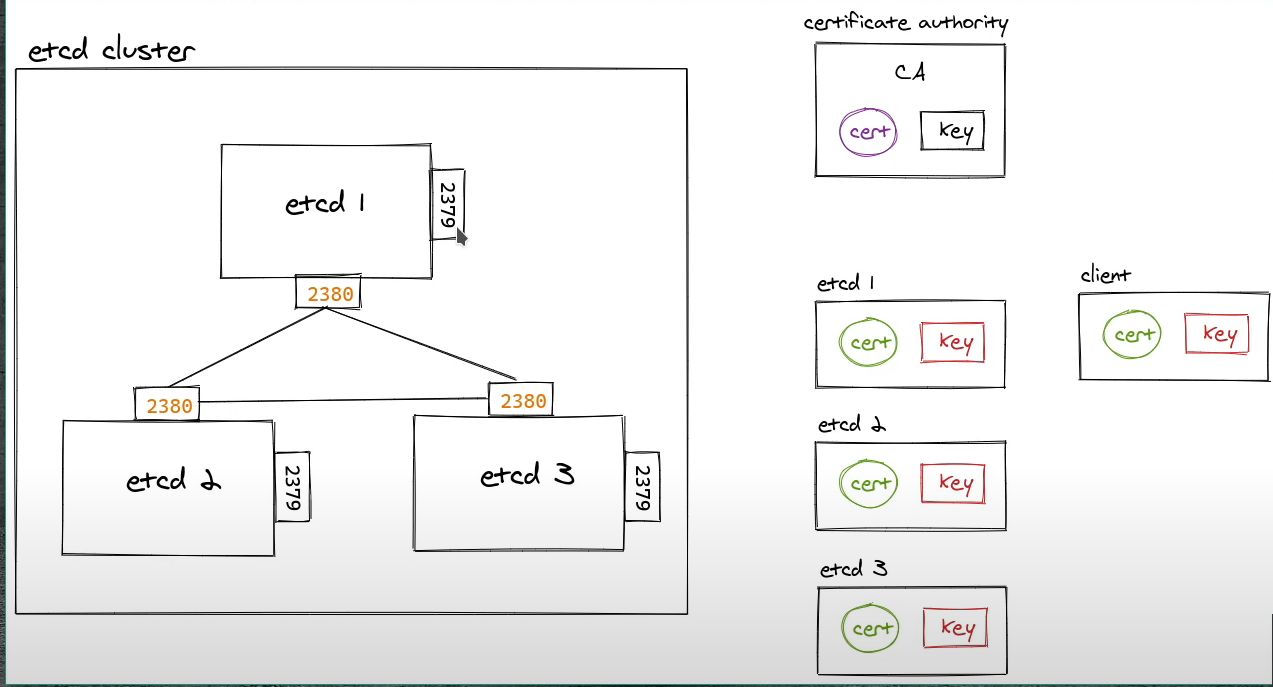 etcd cluster
etcd 1
2379
2380
2380
2380
etcd 2
2379
etcd 3
2379
certificate authority
CA
cert
key
etcd 1
cert
key
client
cert
key
etcd 2
cert
key
etcd 3
cert
key